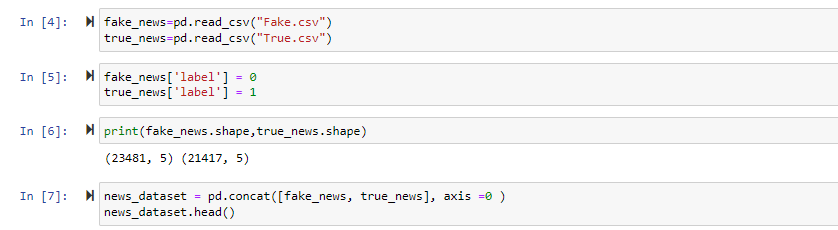 In [4]: fake_news=pd.read_csv("Fake.csv")
true_news=pd.read_csv("True.csv")
In [5]: fake_news['label'] = 0
true_news['label'] = 1
In [6]: print(fake_news.shape,true_news.shape)
(23481, 5) (21417, 5)
In [7]: news_dataset = pd.concat([fake_news, true_news], axis =0 )
news_dataset.head()